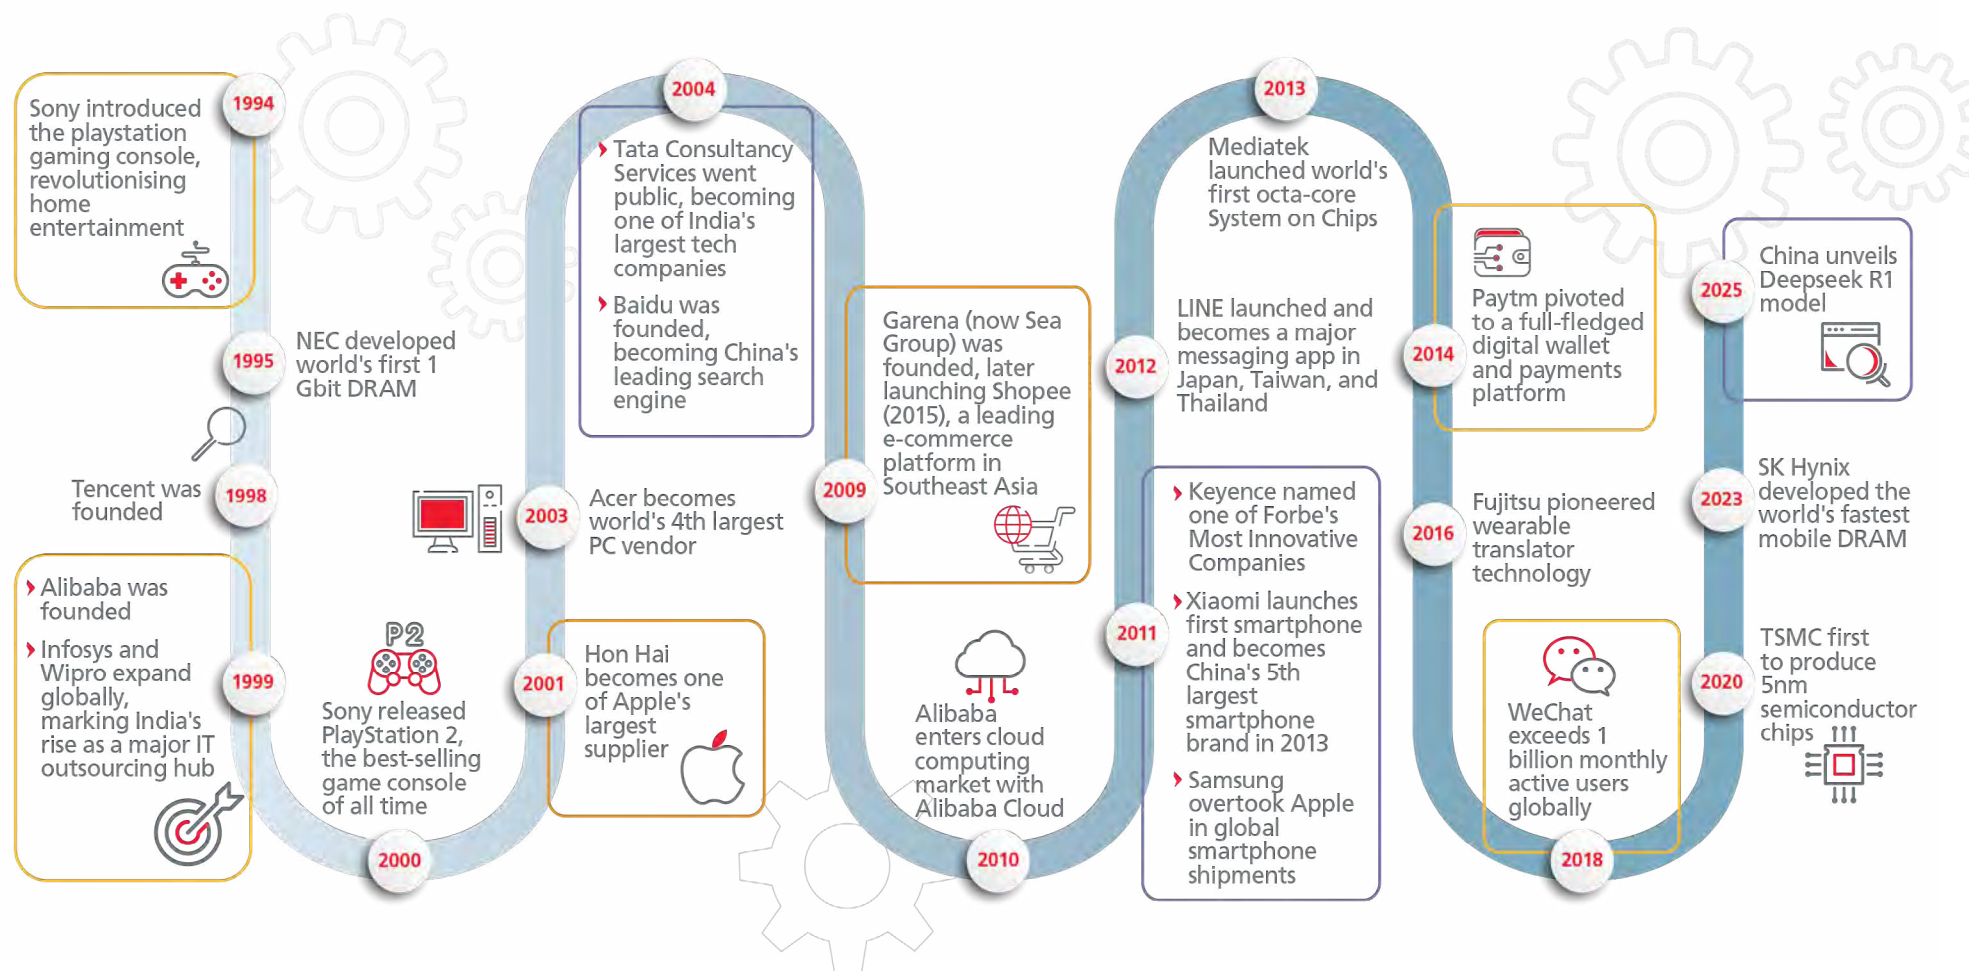 1994
Sony introduced
the playstation
gaming console,
revolutionising
home
entertainment
1995
NEC developed
world's first 1
Gbit DRAM
1998
Tencent was
founded
1999
Alibaba was
founded
Infosys and
Wipro expand
globally,
marking India's
rise as a major IT
outsourcing hub
P2
Sony released
PlayStation 2,
the best-selling
game console
of all time
2000
2001
Hon Hai
becomes one
of Apple's
largest
supplier
2003
Acer becomes
world's 4th largest
PC vendor
2004
Tata Consultancy
Services went
public, becoming
one of India's
largest tech
companies
Baidu was
founded,
becoming China's
leading search
engine
2009
Garena (now Sea
Group) was
founded, later
launching Shopee
(2015), a leading
e-commerce
platform in
Southeast Asia
Alibaba
enters cloud
computing
market with
Alibaba Cloud
2010
2011
Keyence named
one of Forbe's
Most Innovative
Companies
Xiaomi launches
first smartphone
and becomes
China's 5th
largest
smartphone
brand in 2013
Samsung
overtook Apple
in global
smartphone
shipments
2012
LINE launched and
becomes a major
messaging app in
Japan, Taiwan, and
Thailand
2013
Mediatek
launched world's
first octa-core
System on Chips
2014
Paytm pivoted
to a full-fledged
digital wallet
and payments
platform
2016
Fujitsu pioneered
wearable
translator
technology
WeChat
exceeds 1
billion monthly
active users
globally
2018
2020
TSMC first
to produce
5nm
semiconductor
chips
2023
SK Hynix
developed the
world's fastest
mobile DRAM
2025
China unveils
Deepseek R1
model